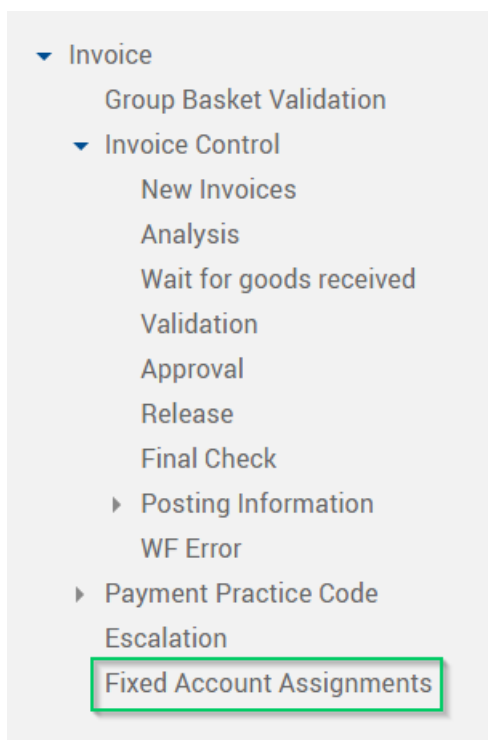 Invoice
Group Basket Validation
Invoice Control
New Invoices
Analysis
Wait for goods received
Validation
Approval
Release
Final Check
Posting Information
WF Error
Payment Practice Code
Escalation
Fixed Account Assignments